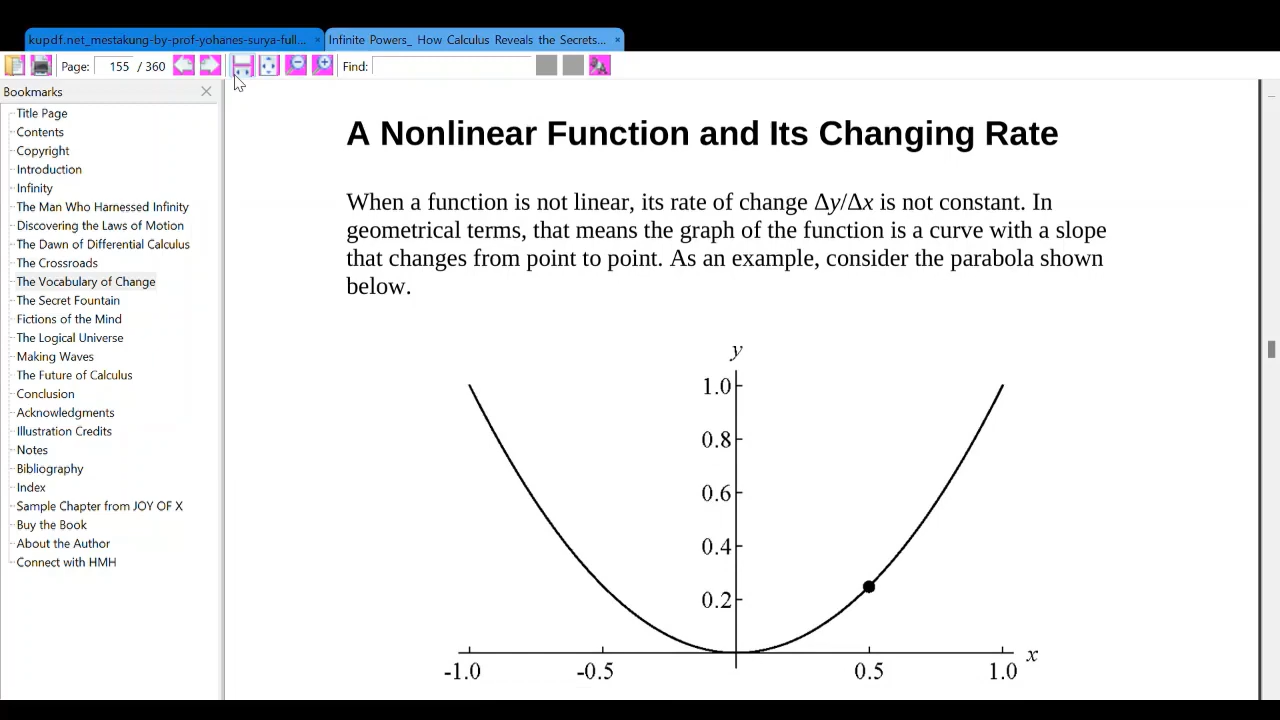 kupdf.net_mestakung-by-prof-yohanes-surya-full... ×
Infinite Powers_ How Calculus Reveals the Secrets... ×
Page: 155 / 360 Find:
Bookmarks
Title Page
Contents
Copyright
Introduction
Infinity
The Man Who Harnessed Infinity
Discovering the Laws of Motion
The Dawn of Differential Calculus
The Crossroads
The Vocabulary of Change
The Secret Fountain
Fictions of the Mind
The Logical Universe
Making Waves
The Future of Calculus
Conclusion
Acknowledgments
Illustration Credits
Notes
Bibliography
Index
Sample Chapter from JOY OF X
Buy the Book
About the Author
Connect with HMH
A Nonlinear Function and Its Changing Rate
When a function is not linear, its rate of change Δy/Δx is not constant. In
geometrical terms, that means the graph of the function is a curve with a slope
that changes from point to point. As an example, consider the parabola shown
below.
y
1.0
0.8
0.6
0.4
0.2
x
-1.0 -0.5 0.5 1.0